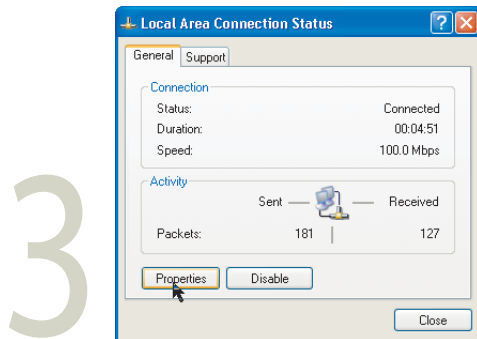 Local Area Connection Status
General Support
Connection
Status: Connected
Duration: 00:04:51
Speed: 100.0 Mbps
Activity
Sent Received
Packets: 181 127
Properties Disable
Close
3